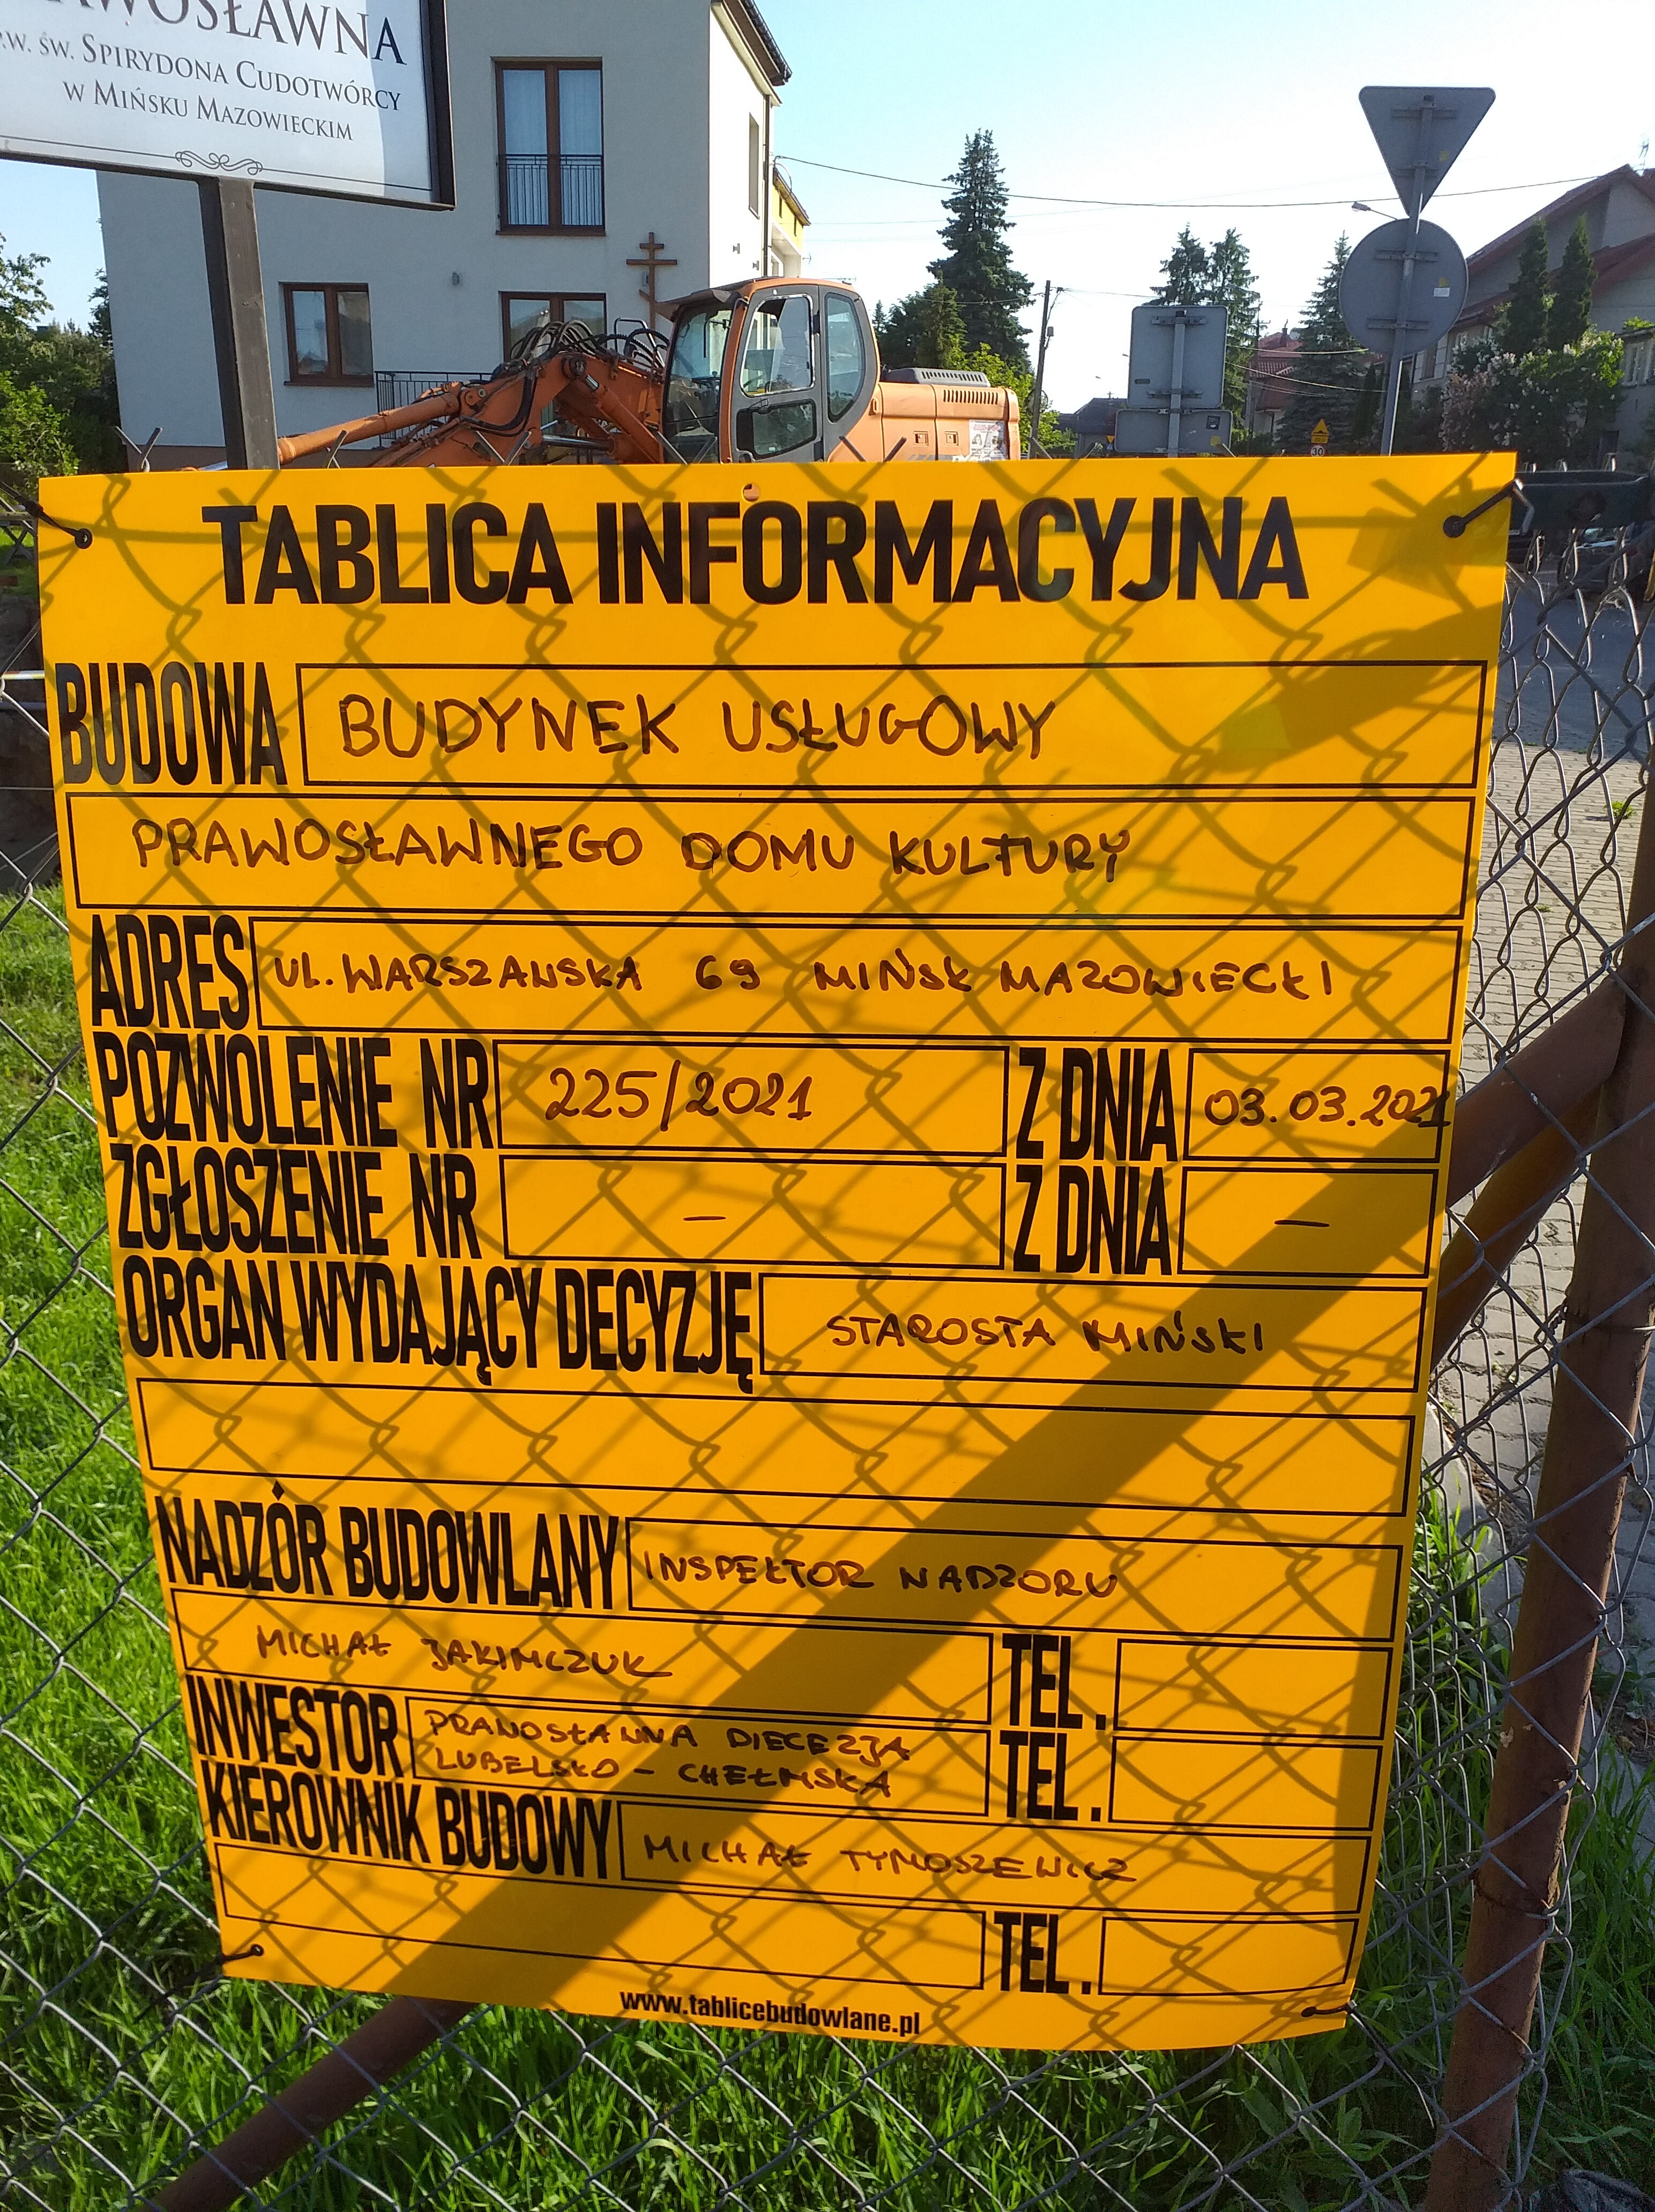 AWOSŁAWNA
P.W. ŚW. SPIRYDONA CUDOTWÓRCY
W MIŃSKU MAZOWIECKIM
TABLICA INFORMACYJNA
BUDOWA BUDYNEK USŁUGOWY
PRAWOSŁAWNEGO DOMU KULTURY
ADRES UL. WARSZAWSKA 69 MIŃSK MAZOWIECKI
POZWOLENIE NR 225/2021 Z DNIA 03.03.2021
ZGŁOSZENIE NR – Z DNIA –
ORGAN WYDAJĄCY DECYZJĘ STAROSTA MIŃSKI
NADZÓR BUDOWLANY INSPEKTOR NADZORU
MICHAŁ JAKIMCZUK TEL.
INWESTOR PRAWOSŁAWNA DIECEZJA
LUBELSKO – CHEŁMSKA TEL.
KIEROWNIK BUDOWY MICHAŁ TYMOSZEWICZ
TEL.
www.tablicebudowlane.pl
30